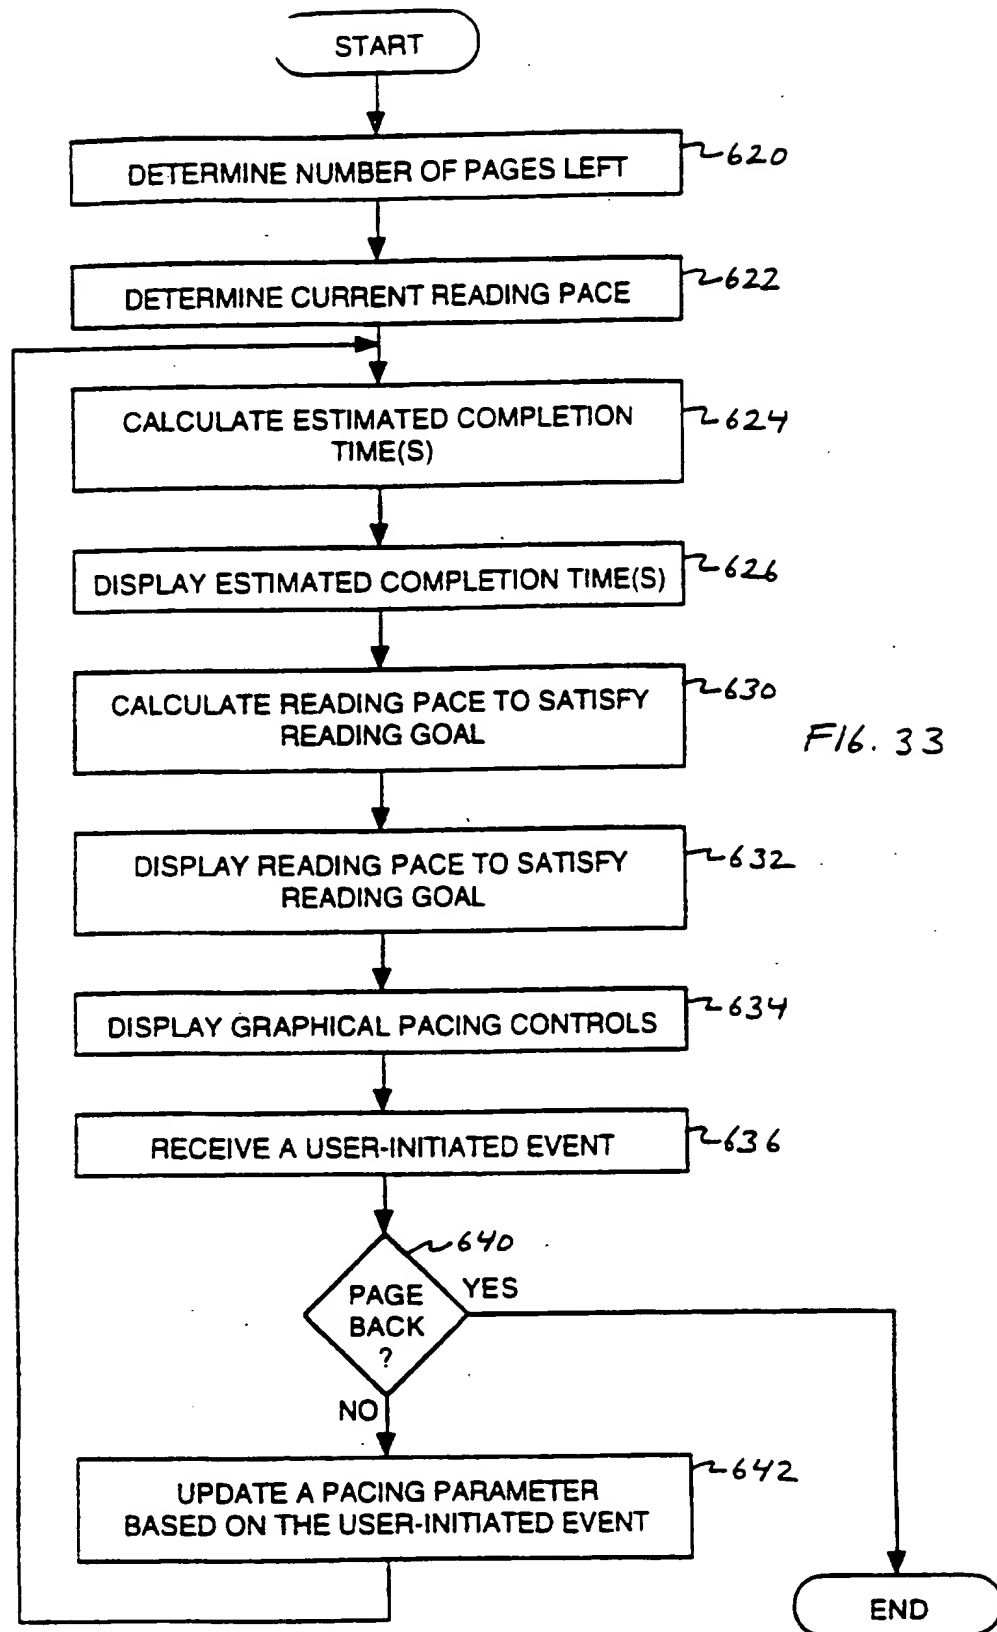 START
DETERMINE NUMBER OF PAGES LEFT
620
DETERMINE CURRENT READING PACE
622
CALCULATE ESTIMATED COMPLETION
TIME(S)
624
DISPLAY ESTIMATED COMPLETION TIME(S)
626
CALCULATE READING PACE TO SATISFY
READING GOAL
630
FIG. 33
DISPLAY READING PACE TO SATISFY
READING GOAL
632
DISPLAY GRAPHICAL PACING CONTROLS
634
RECEIVE A USER-INITIATED EVENT
636
640
PAGE
BACK
?
YES
NO
UPDATE A PACING PARAMETER
BASED ON THE USER-INITIATED EVENT
642
END